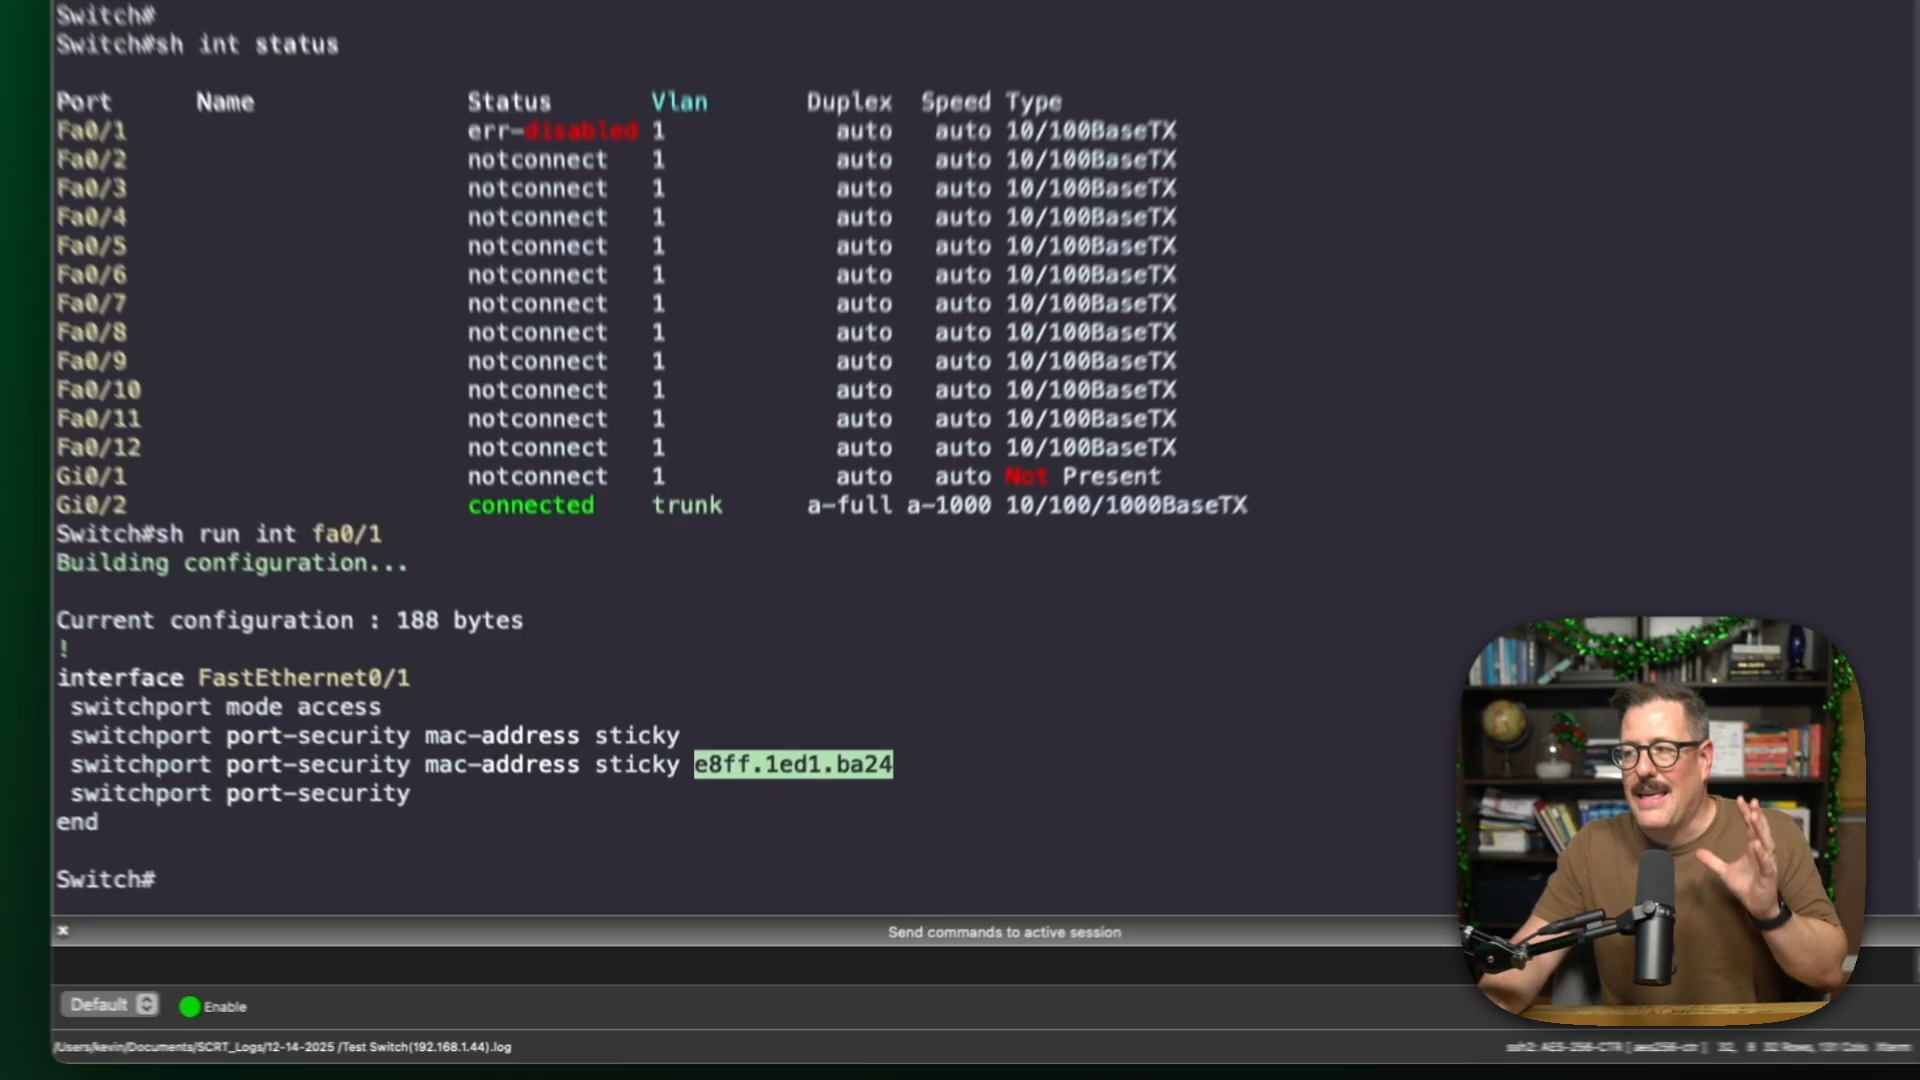 Switch#
Switch#sh int status
Port Name Status Vlan Duplex Speed Type
Fa0/1 err-disabled 1 auto auto 10/100BaseTX
Fa0/2 notconnect 1 auto auto 10/100BaseTX
Fa0/3 notconnect 1 auto auto 10/100BaseTX
Fa0/4 notconnect 1 auto auto 10/100BaseTX
Fa0/5 notconnect 1 auto auto 10/100BaseTX
Fa0/6 notconnect 1 auto auto 10/100BaseTX
Fa0/7 notconnect 1 auto auto 10/100BaseTX
Fa0/8 notconnect 1 auto auto 10/100BaseTX
Fa0/9 notconnect 1 auto auto 10/100BaseTX
Fa0/10 notconnect 1 auto auto 10/100BaseTX
Fa0/11 notconnect 1 auto auto 10/100BaseTX
Fa0/12 notconnect 1 auto auto 10/100BaseTX
Gi0/1 notconnect 1 auto auto Not Present
Gi0/2 connected trunk a-full a-1000 10/100/1000BaseTX
Switch#sh run int fa0/1
Building configuration...
Current configuration : 188 bytes
!
interface FastEthernet0/1
switchport mode access
switchport port-security mac-address sticky
switchport port-security mac-address sticky e8ff.1ed1.ba24
switchport port-security
end
Switch#
Send commands to active session
Default Enable
/Users/kevin/Documents/SCRT_Logs/12-14-2025 /Test Switch(192.168.1.44).log
ssh2: AES-256-CTR